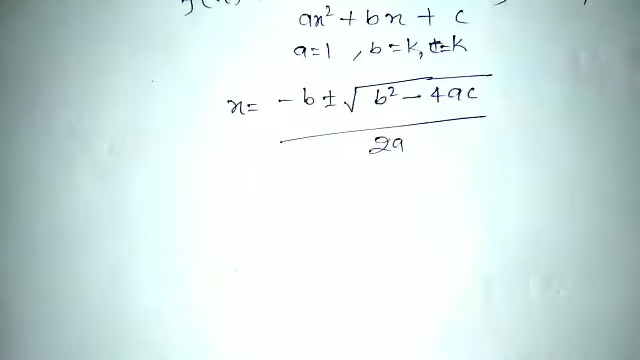 ax² + bx + c
a=1 , b=k, c=k
x= -b ± √b² - 4ac
2a